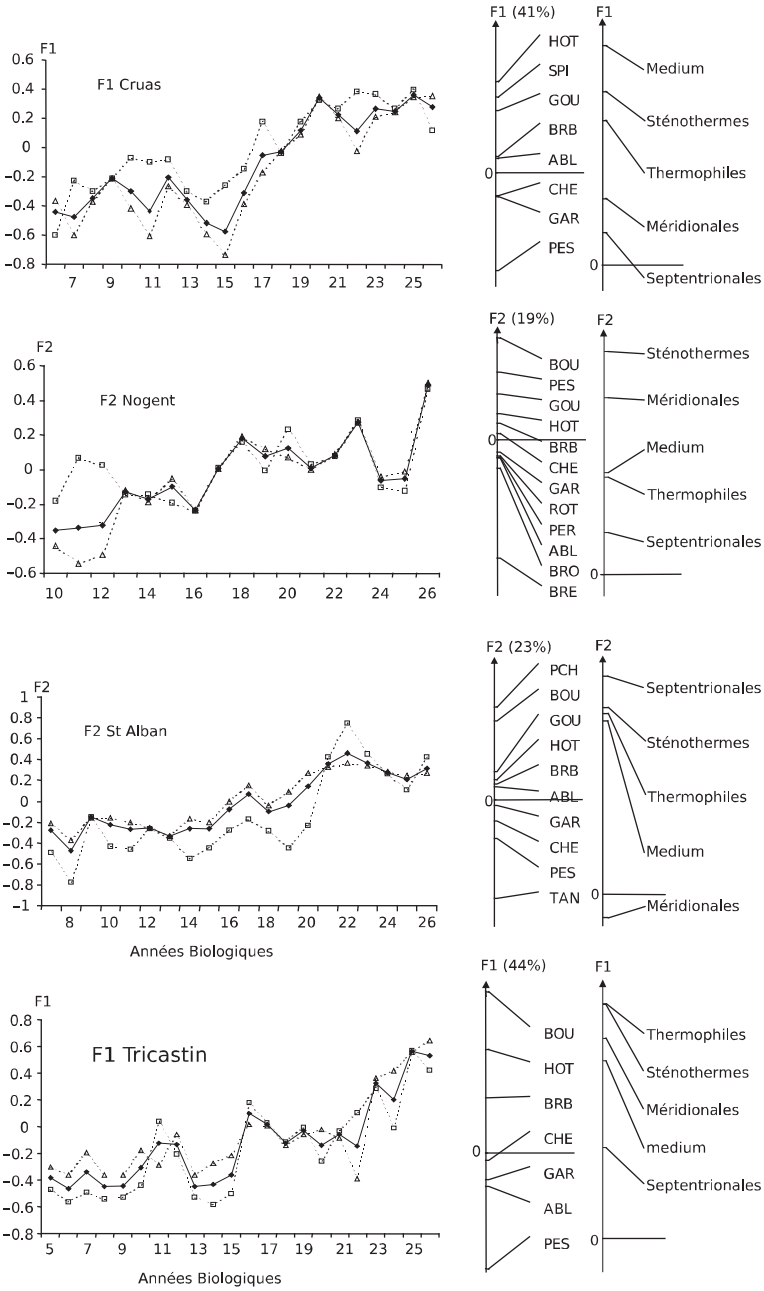 F1
F1 Cruas
0.6
0.4
0.2
0
−0.2
−0.4
−0.6
−0.8
7 9 11 13 15 17 20 22 23 25
F1 (41%)
HOT
SPI
GOU
BRB
ABL
0
CHE
GAR
PES
F1
Medium
Sténothermes
Thermophiles
Méridionales
0
Septentrionales
F2
F2 Nogent
0.6
0.4
0.2
0
−0.2
−0.4
−0.6
10 12 14 16 18 20 22 24 26
F2 (19%)
BOU
PES
GOU
HOT
0
BRB
CHE
GAR
ROT
PER
ABL
BRO
BRE
F2
Sténothermes
Méridionales
Medium
Thermophiles
Septentrionales
0
F2
F2 St Alban
1
0.8
0.6
0.4
0.2
0
−0.2
−0.4
−0.6
−0.8
−1
8 10 12 14 16 18 20 22 24 26
Années Biologiques
F2 (23%)
PCH
BOU
GOU
HOT
BRB
ABL
0
GAR
CHE
PES
TAN
F2
Septentrionales
Sténothermes
Thermophiles
Medium
0
Méridionales
F1
F1 Tricastin
0.8
0.6
0.4
0.2
0
−0.2
−0.4
−0.6
−0.8
5 7 9 11 13 15 17 19 21 22 25
Années Biologiques
F1 (44%)
BOU
HOT
BRB
CHE
0
GAR
ABL
PES
F1
Thermophiles
Sténothermes
Méridionales
medium
Septentrionales
0